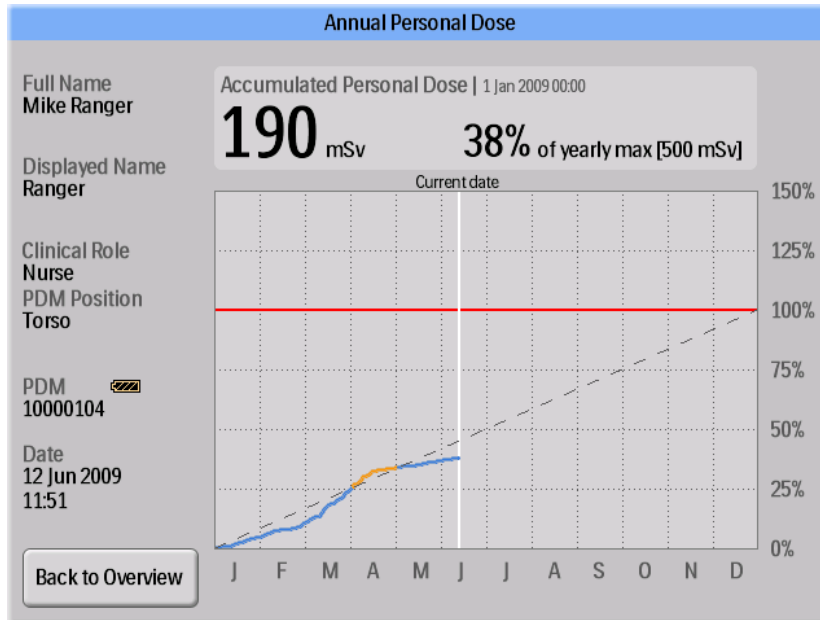 Annual Personal Dose
Full Name
Mike Ranger
Displayed Name
Ranger
Clinical Role
Nurse
PDM Position
Torso
PDM
10000104
Date
12 Jun 2009
11:51
Back to Overview
Accumulated Personal Dose | 1 Jan 2009 00:00
190 mSv 38% of yearly max [500 mSv]
Current date
150%
125%
100%
75%
50%
25%
0%
J F M A M J J A S O N D